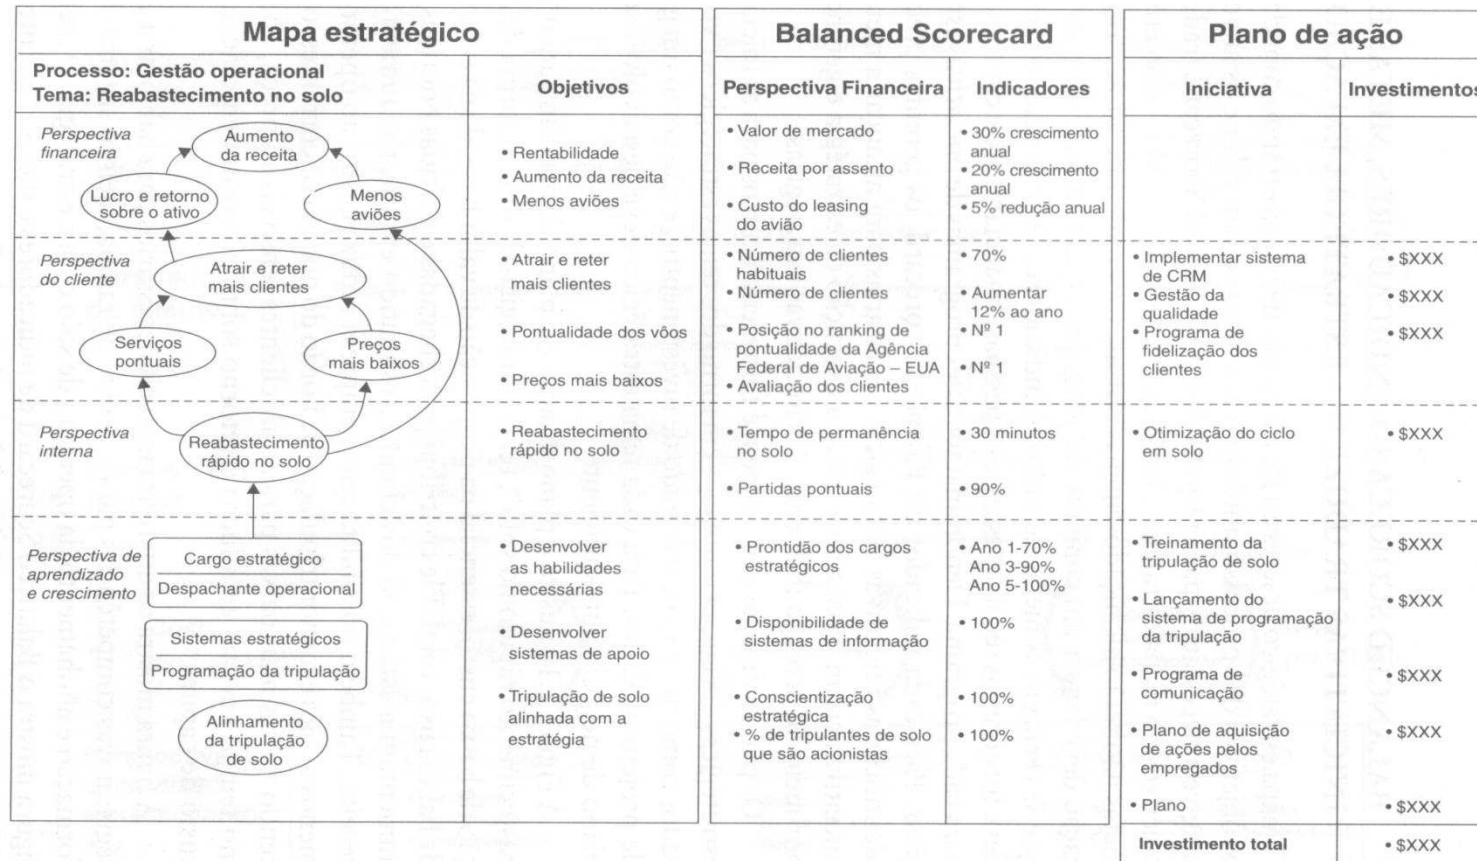 Mapa estratégico
Processo: Gestão operacional
Tema: Reabastecimento no solo
Objetivos
Perspectiva
financeira
Aumento
da receita
Lucro e retorno
sobre o ativo
Menos
aviões
• Rentabilidade
• Aumento da receita
• Menos aviões
Perspectiva
do cliente
Atrair e reter
mais clientes
Serviços
pontuais
Preços
mais baixos
• Atrair e reter
mais clientes
• Pontualidade dos vôos
• Preços mais baixos
Perspectiva
interna
Reabastecimento
rápido no solo
• Reabastecimento
rápido no solo
Perspectiva de
aprendizado
e crescimento
Cargo estratégico
Despachante operacional
Sistemas estratégicos
Programação da tripulação
Alinhamento
da tripulação
de solo
• Desenvolver
as habilidades
necessárias
• Desenvolver
sistemas de apoio
• Tripulação de solo
alinhada com a
estratégia
Balanced Scorecard
Perspectiva Financeira
Indicadores
• Valor de mercado
• Receita por assento
• Custo do leasing
do avião
• 30% crescimento
anual
• 20% crescimento
anual
• 5% redução anual
• Número de clientes
habituais
• Número de clientes
• Posição no ranking de
pontualidade da Agência
Federal de Aviação – EUA
• Avaliação dos clientes
• 70%
• Aumentar
12% ao ano
• Nº 1
• Nº 1
• Tempo de permanência
no solo
• Partidas pontuais
• 30 minutos
• 90%
• Prontidão dos cargos
estratégicos
• Disponibilidade de
sistemas de informação
• Conscientização
estratégica
• % de tripulantes de solo
que são acionistas
• Ano 1-70%
Ano 3-90%
Ano 5-100%
• 100%
• 100%
• 100%
Plano de ação
Iniciativa
Investimentos
• Implementar sistema
de CRM
• Gestão da
qualidade
• Programa de
fidelização dos
clientes
• $XXX
• $XXX
• $XXX
• Otimização do ciclo
em solo
• $XXX
• Treinamento da
tripulação de solo
• Lançamento do
sistema de programação
da tripulação
• Programa de
comunicação
• Plano de aquisição
de ações pelos
empregados
• Plano
• $XXX
• $XXX
• $XXX
• $XXX
• $XXX
Investimento total
• $XXX